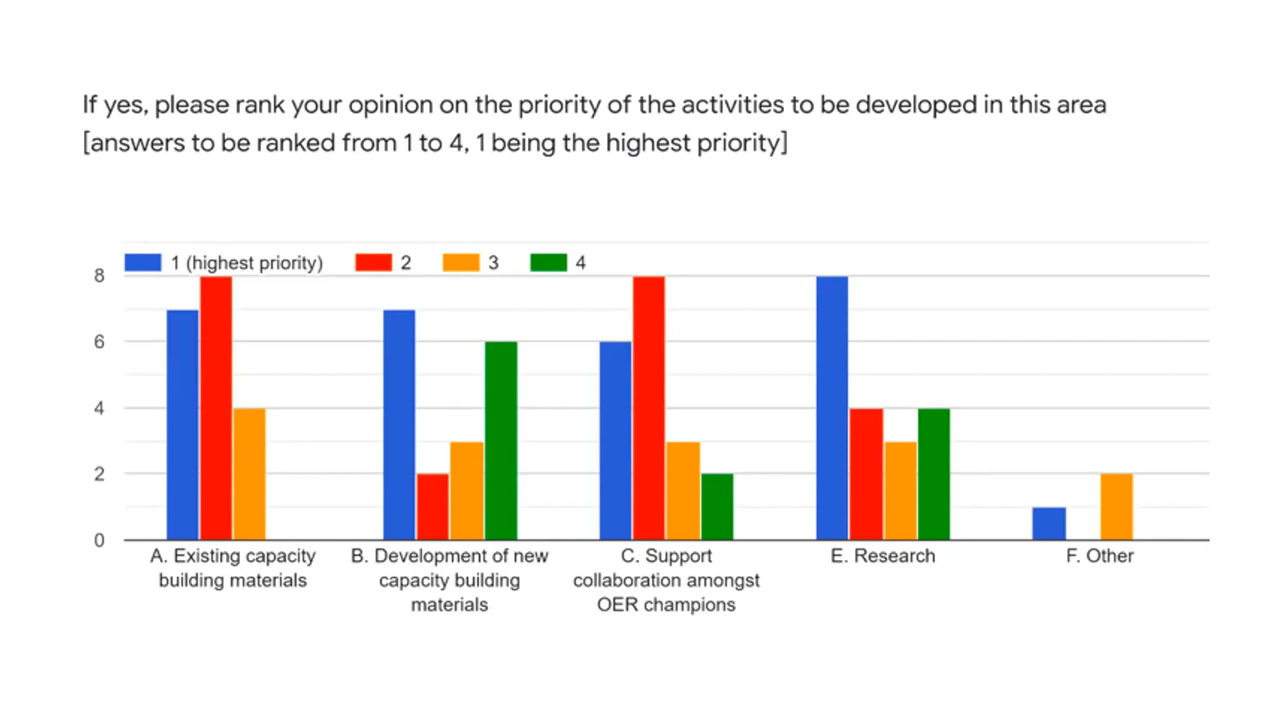 If yes, please rank your opinion on the priority of the activities to be developed in this area
[answers to be ranked from 1 to 4, 1 being the highest priority]
1 (highest priority) 2 3 4
8
6
4
2
0
A. Existing capacity
building materials
B. Development of new
capacity building
materials
C. Support
collaboration amongst
OER champions
E. Research
F. Other